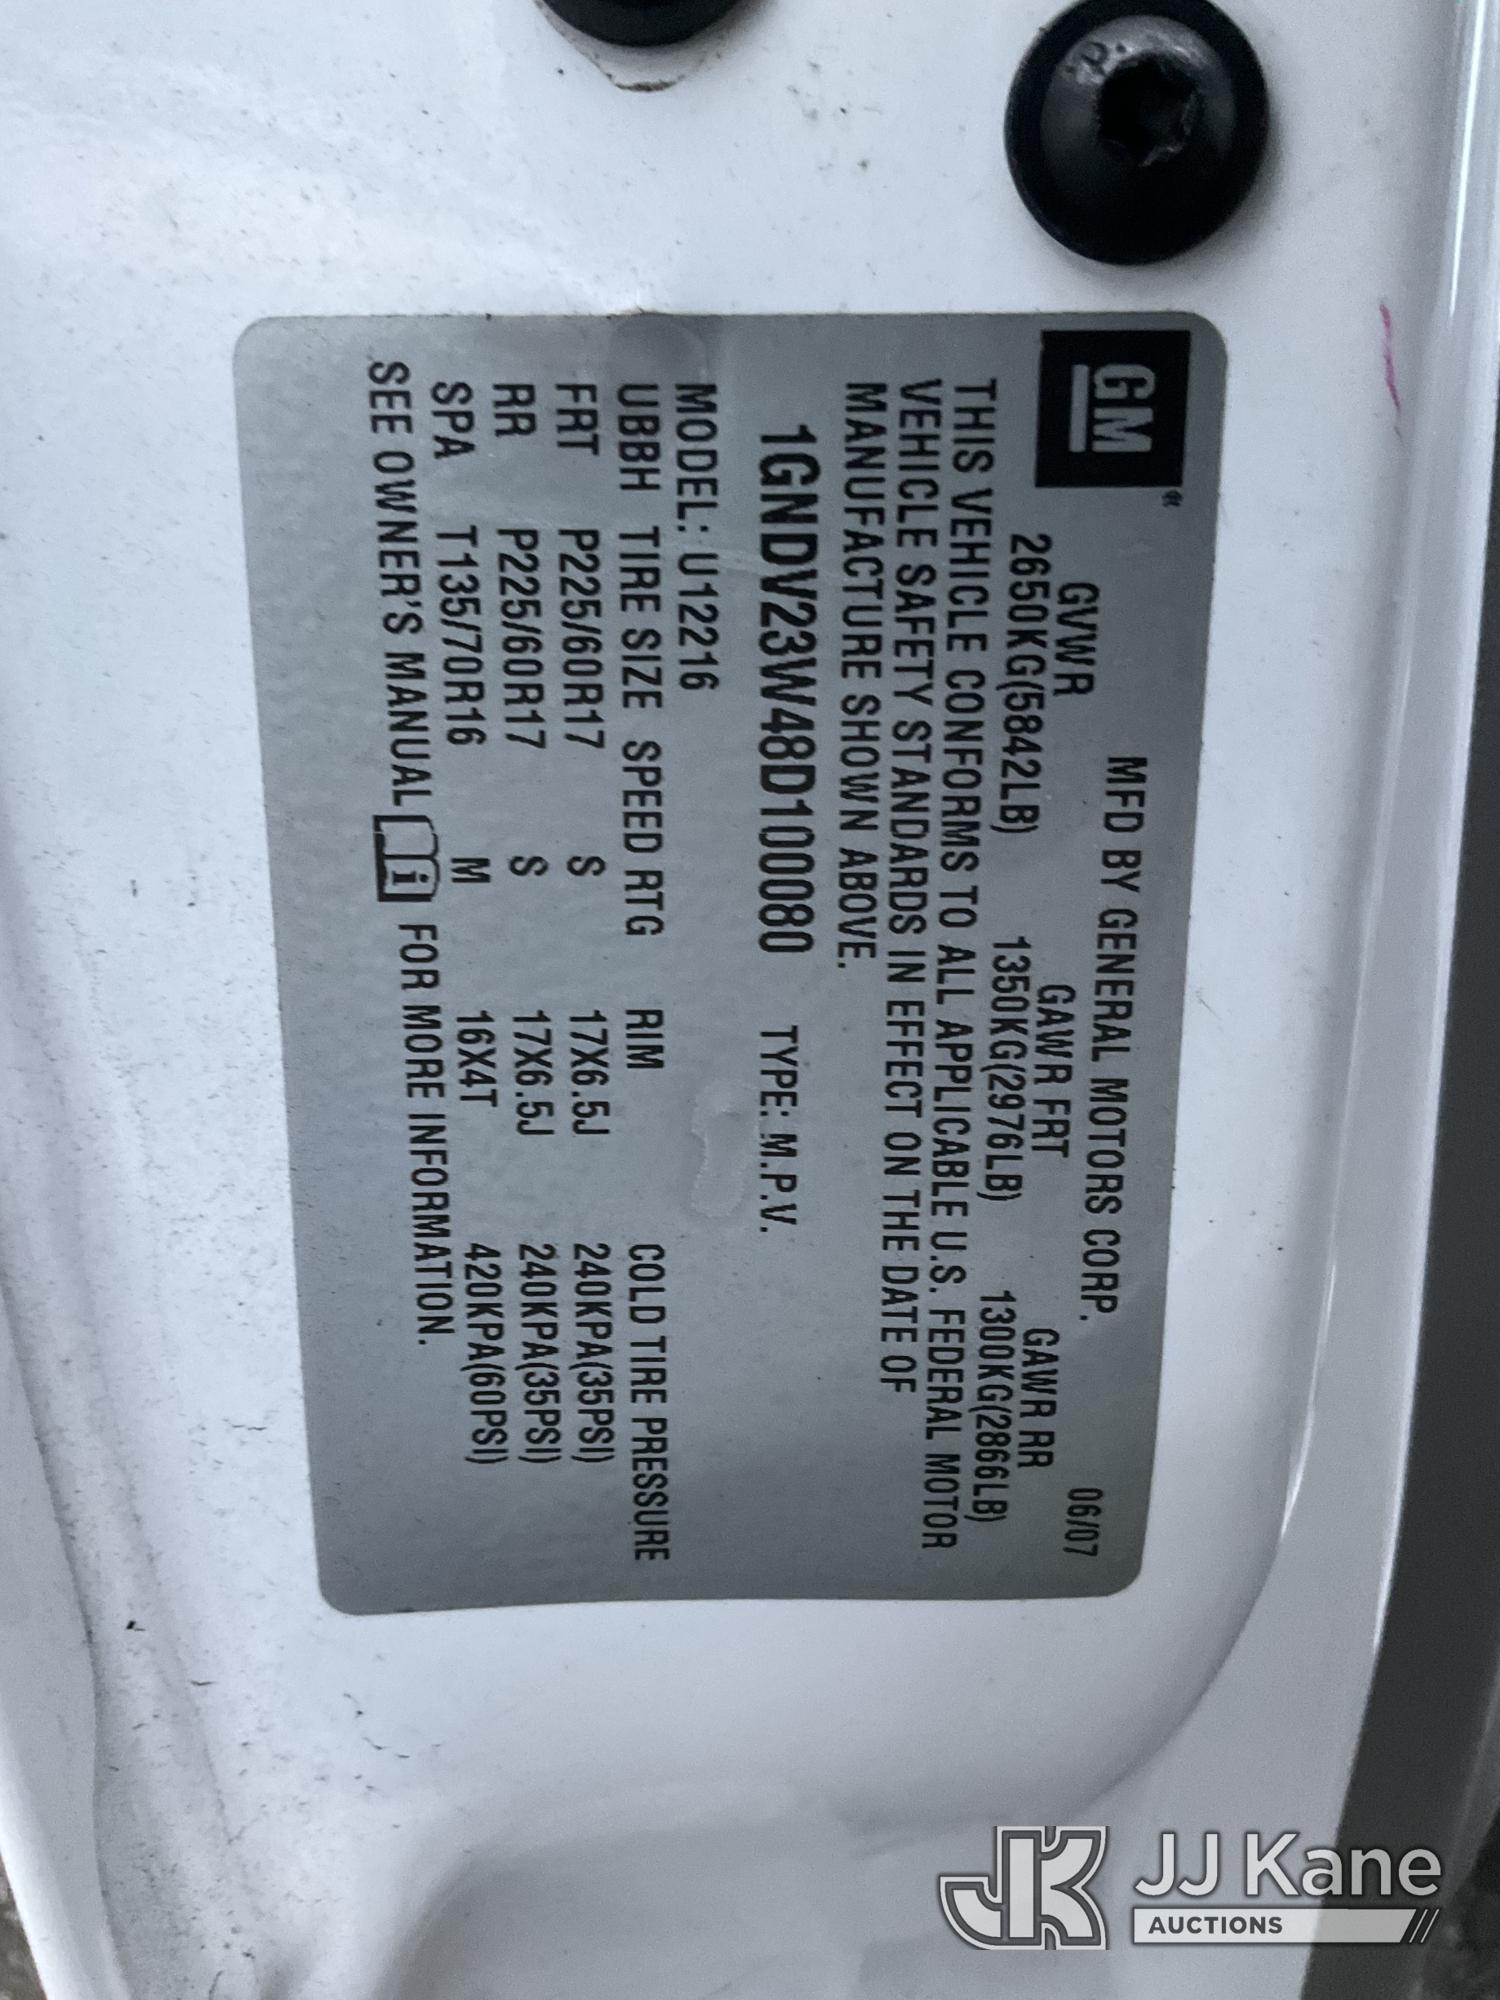 GM®
MFD BY GENERAL MOTORS CORP. 06/07
GVWR GAWR FRT GAWR RR
2650KG(5842LB) 1350KG(2976LB) 1300KG(2866LB)
THIS VEHICLE CONFORMS TO ALL APPLICABLE U.S. FEDERAL MOTOR
VEHICLE SAFETY STANDARDS IN EFFECT ON THE DATE OF
MANUFACTURE SHOWN ABOVE.
1GNDV23W48D100080 TYPE: M.P.V.
MODEL: U12216
UBBH TIRE SIZE SPEED RTG RIM COLD TIRE PRESSURE
FRT P225/60R17 S 17X6.5J 240KPA(35PSI)
RR P225/60R17 S 17X6.5J 240KPA(35PSI)
SPA T135/70R16 M 16X4T 420KPA(60PSI)
SEE OWNER'S MANUAL i FOR MORE INFORMATION.
JK JJ Kane
AUCTIONS